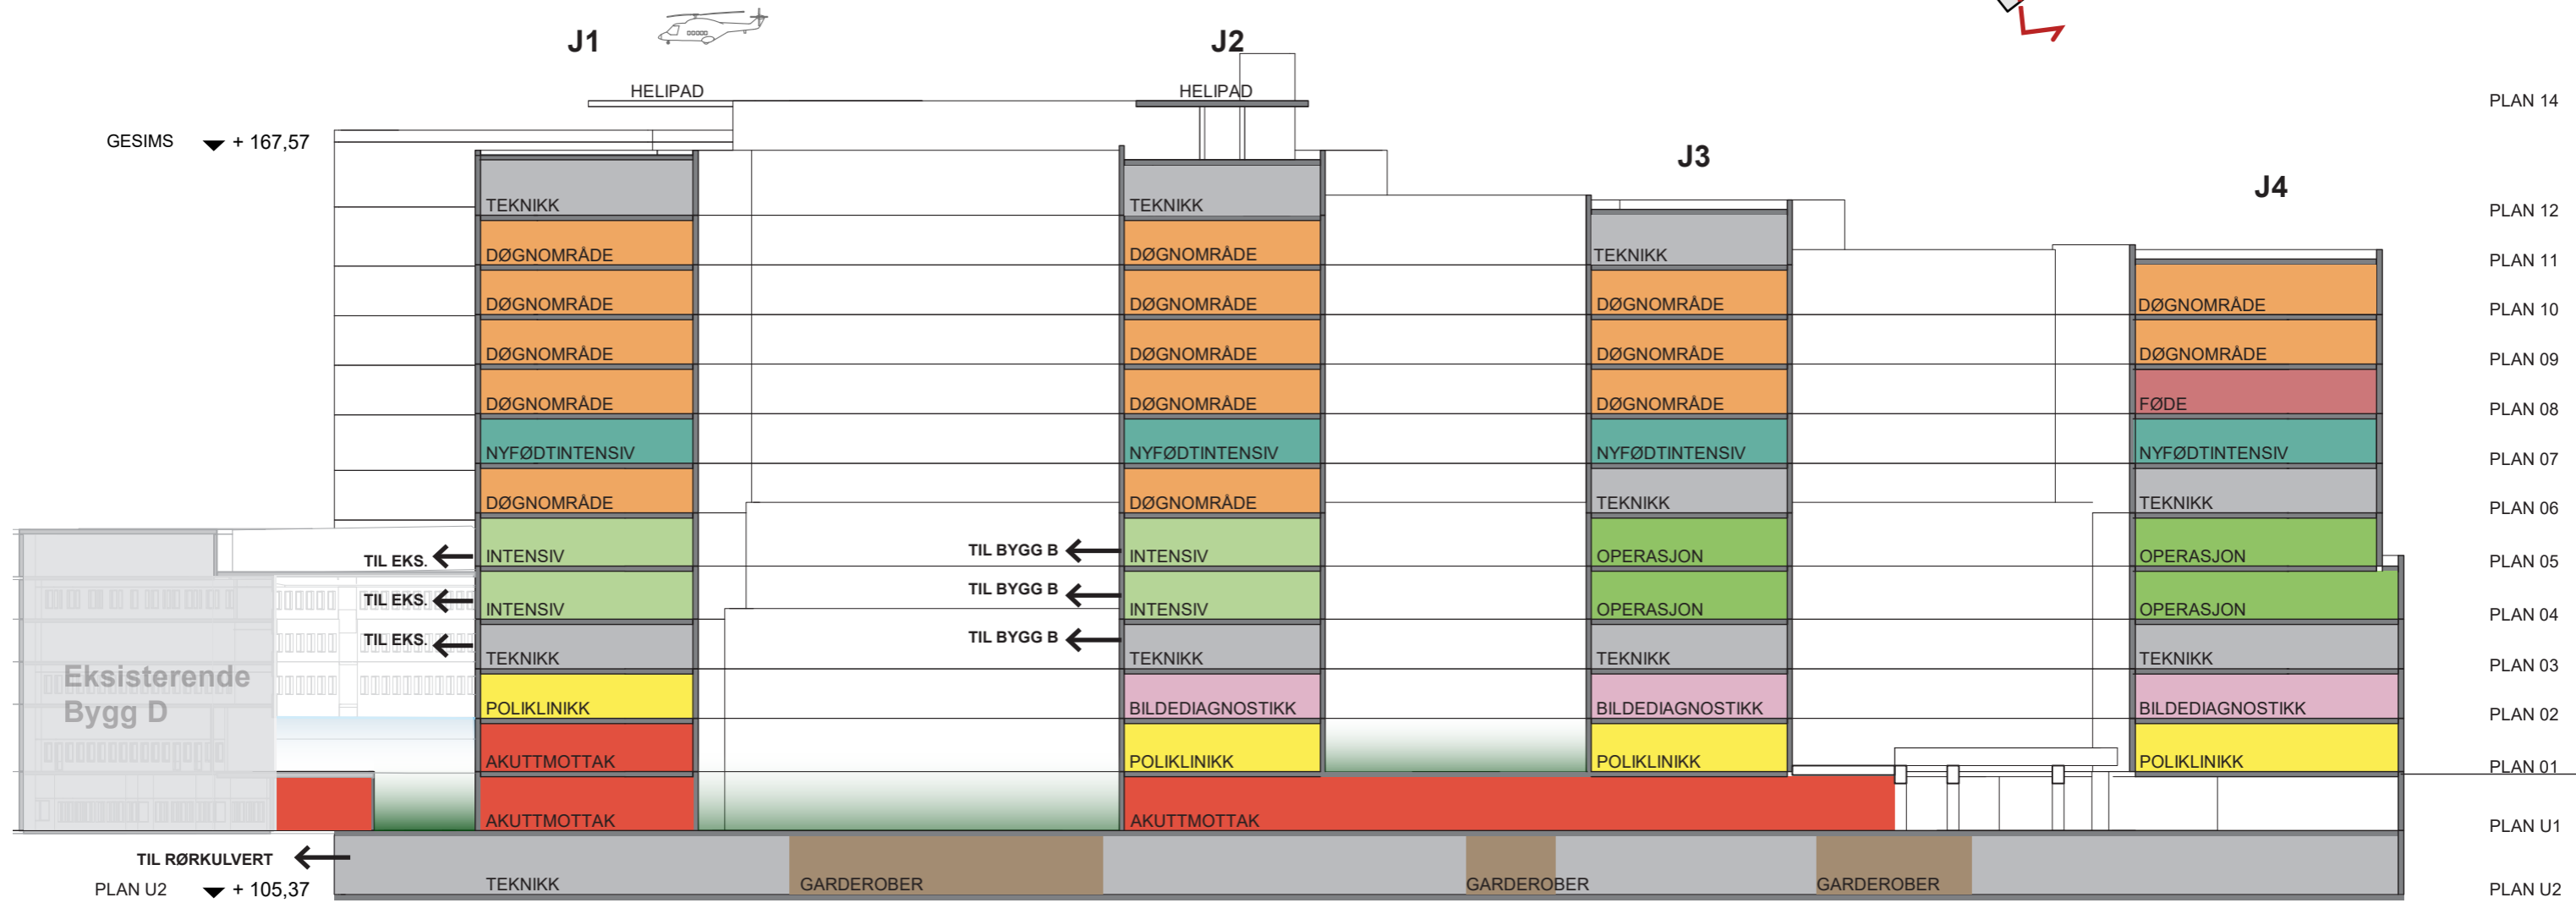 J1
J2
HELIPAD
HELIPAD
PLAN 14
GESIMS
+ 167,57
J3
J4
TEKNIKK
TEKNIKK
PLAN 12
DØGNOMRÅDE
DØGNOMRÅDE
TEKNIKK
PLAN 11
DØGNOMRÅDE
DØGNOMRÅDE
DØGNOMRÅDE
DØGNOMRÅDE
PLAN 10
DØGNOMRÅDE
DØGNOMRÅDE
DØGNOMRÅDE
DØGNOMRÅDE
PLAN 09
DØGNOMRÅDE
DØGNOMRÅDE
DØGNOMRÅDE
FØDE
PLAN 08
NYFØDTINTENSIV
NYFØDTINTENSIV
NYFØDTINTENSIV
NYFØDTINTENSIV
PLAN 07
DØGNOMRÅDE
DØGNOMRÅDE
TEKNIKK
TEKNIKK
PLAN 06
TIL EKS.
INTENSIV
TIL BYGG B
INTENSIV
OPERASJON
OPERASJON
PLAN 05
TIL EKS.
INTENSIV
TIL BYGG B
INTENSIV
OPERASJON
OPERASJON
PLAN 04
TIL EKS.
TEKNIKK
TIL BYGG B
TEKNIKK
TEKNIKK
TEKNIKK
PLAN 03
Eksisterende
Bygg D
POLIKLINIKK
BILDEDIAGNOSTIKK
BILDEDIAGNOSTIKK
BILDEDIAGNOSTIKK
PLAN 02
AKUTTMOTTAK
POLIKLINIKK
POLIKLINIKK
POLIKLINIKK
PLAN 01
AKUTTMOTTAK
AKUTTMOTTAK
PLAN U1
TIL RØRKULVERT
PLAN U2
+ 105,37
TEKNIKK
GARDEROBER
GARDEROBER
GARDEROBER
PLAN U2